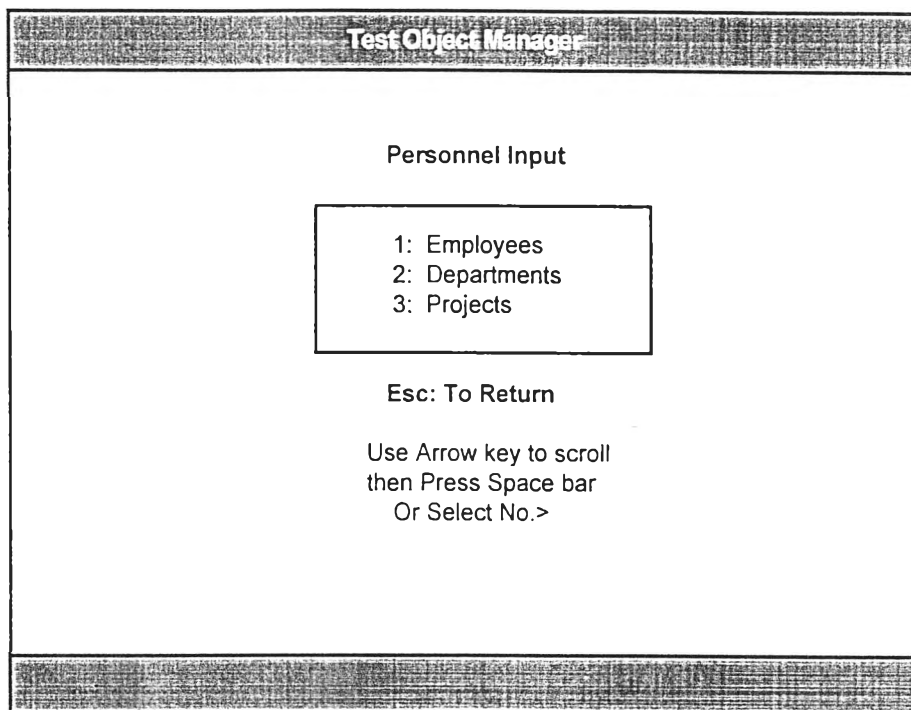 Test Object Manager
Personnel Input
1: Employees
2: Departments
3: Projects
Esc: To Return
Use Arrow key to scroll
then Press Space bar
Or Select No.>